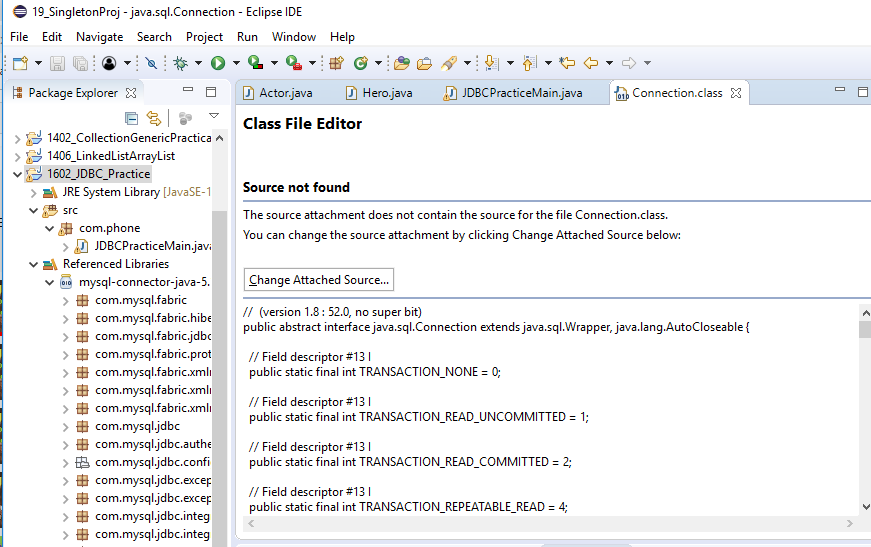 19_SingletonProj - java.sql.Connection - Eclipse IDE
File Edit Navigate Search Project Run Window Help
Package Explorer
Actor.java Hero.java JDBCPracticeMain.java Connection.class
1402_CollectionGenericPractica
1406_LinkedListArrayList
1602_JDBC_Practice
JRE System Library [JavaSE-1
src
com.phone
JDBCPracticeMain.java
Referenced Libraries
mysql-connector-java-5.
com.mysql.fabric
com.mysql.fabric.hibe
com.mysql.fabric.jdbc
com.mysql.fabric.prot
com.mysql.fabric.xmlr
com.mysql.fabric.xmlr
com.mysql.jdbc
com.mysql.jdbc.authe
com.mysql.jdbc.confi
com.mysql.jdbc.excep
com.mysql.jdbc.excep
com.mysql.jdbc.integ
com.mysql.jdbc.integ
Class File Editor
Source not found
The source attachment does not contain the source for the file Connection.class.
You can change the source attachment by clicking Change Attached Source below:
Change Attached Source...
// (version 1.8 : 52.0, no super bit)
public abstract interface java.sql.Connection extends java.sql.Wrapper, java.lang.AutoCloseable {
// Field descriptor #13 I
public static final int TRANSACTION_NONE = 0;
// Field descriptor #13 I
public static final int TRANSACTION_READ_UNCOMMITTED = 1;
// Field descriptor #13 I
public static final int TRANSACTION_READ_COMMITTED = 2;
// Field descriptor #13 I
public static final int TRANSACTION_REPEATABLE_READ = 4;